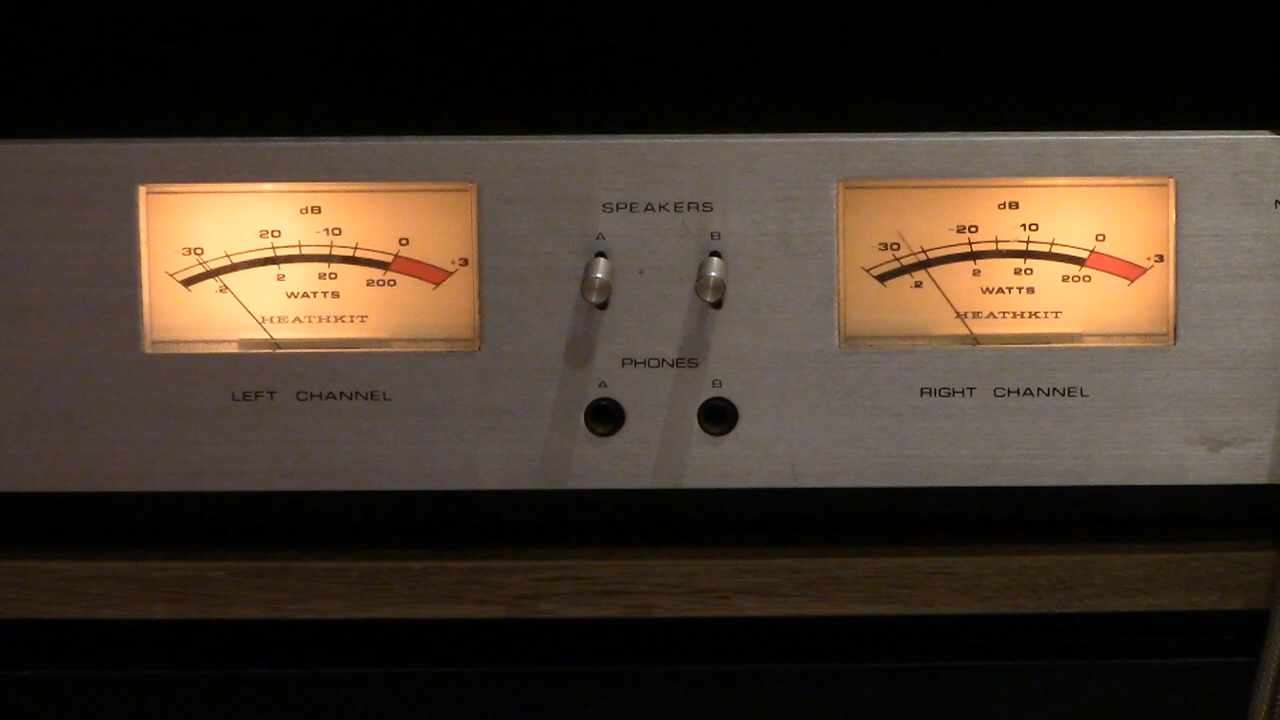 dB
-30 -20 -10 0 +3
.2 2 20 200
WATTS
HEATHKIT
LEFT CHANNEL
SPEAKERS
A B
PHONES
A B
dB
-30 -20 -10 0 +3
.2 2 20 200
WATTS
HEATHKIT
RIGHT CHANNEL